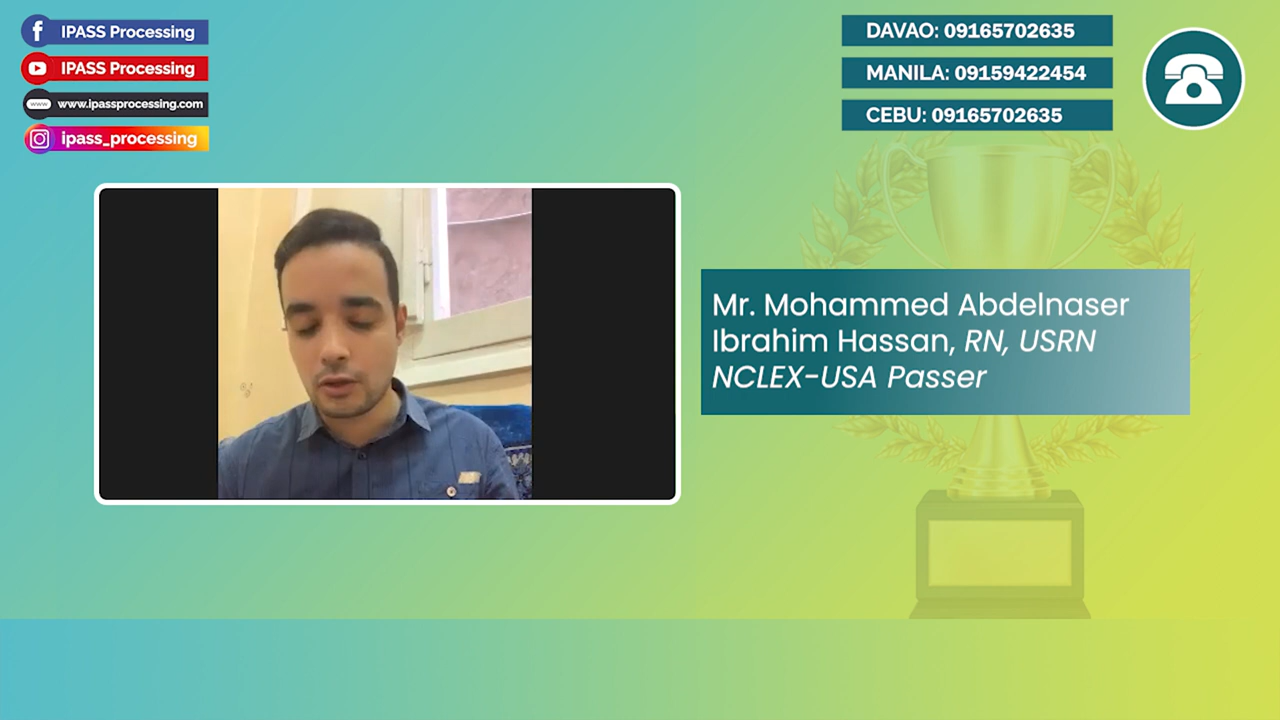 IPASS Processing
IPASS Processing
www
www.ipassprocessing.com
ipass_processing
DAVAO: 09165702635
MANILA: 09159422454
CEBU: 09165702635
Mr. Mohammed Abdelnaser
Ibrahim Hassan, RN, USRN
NCLEX-USA Passer